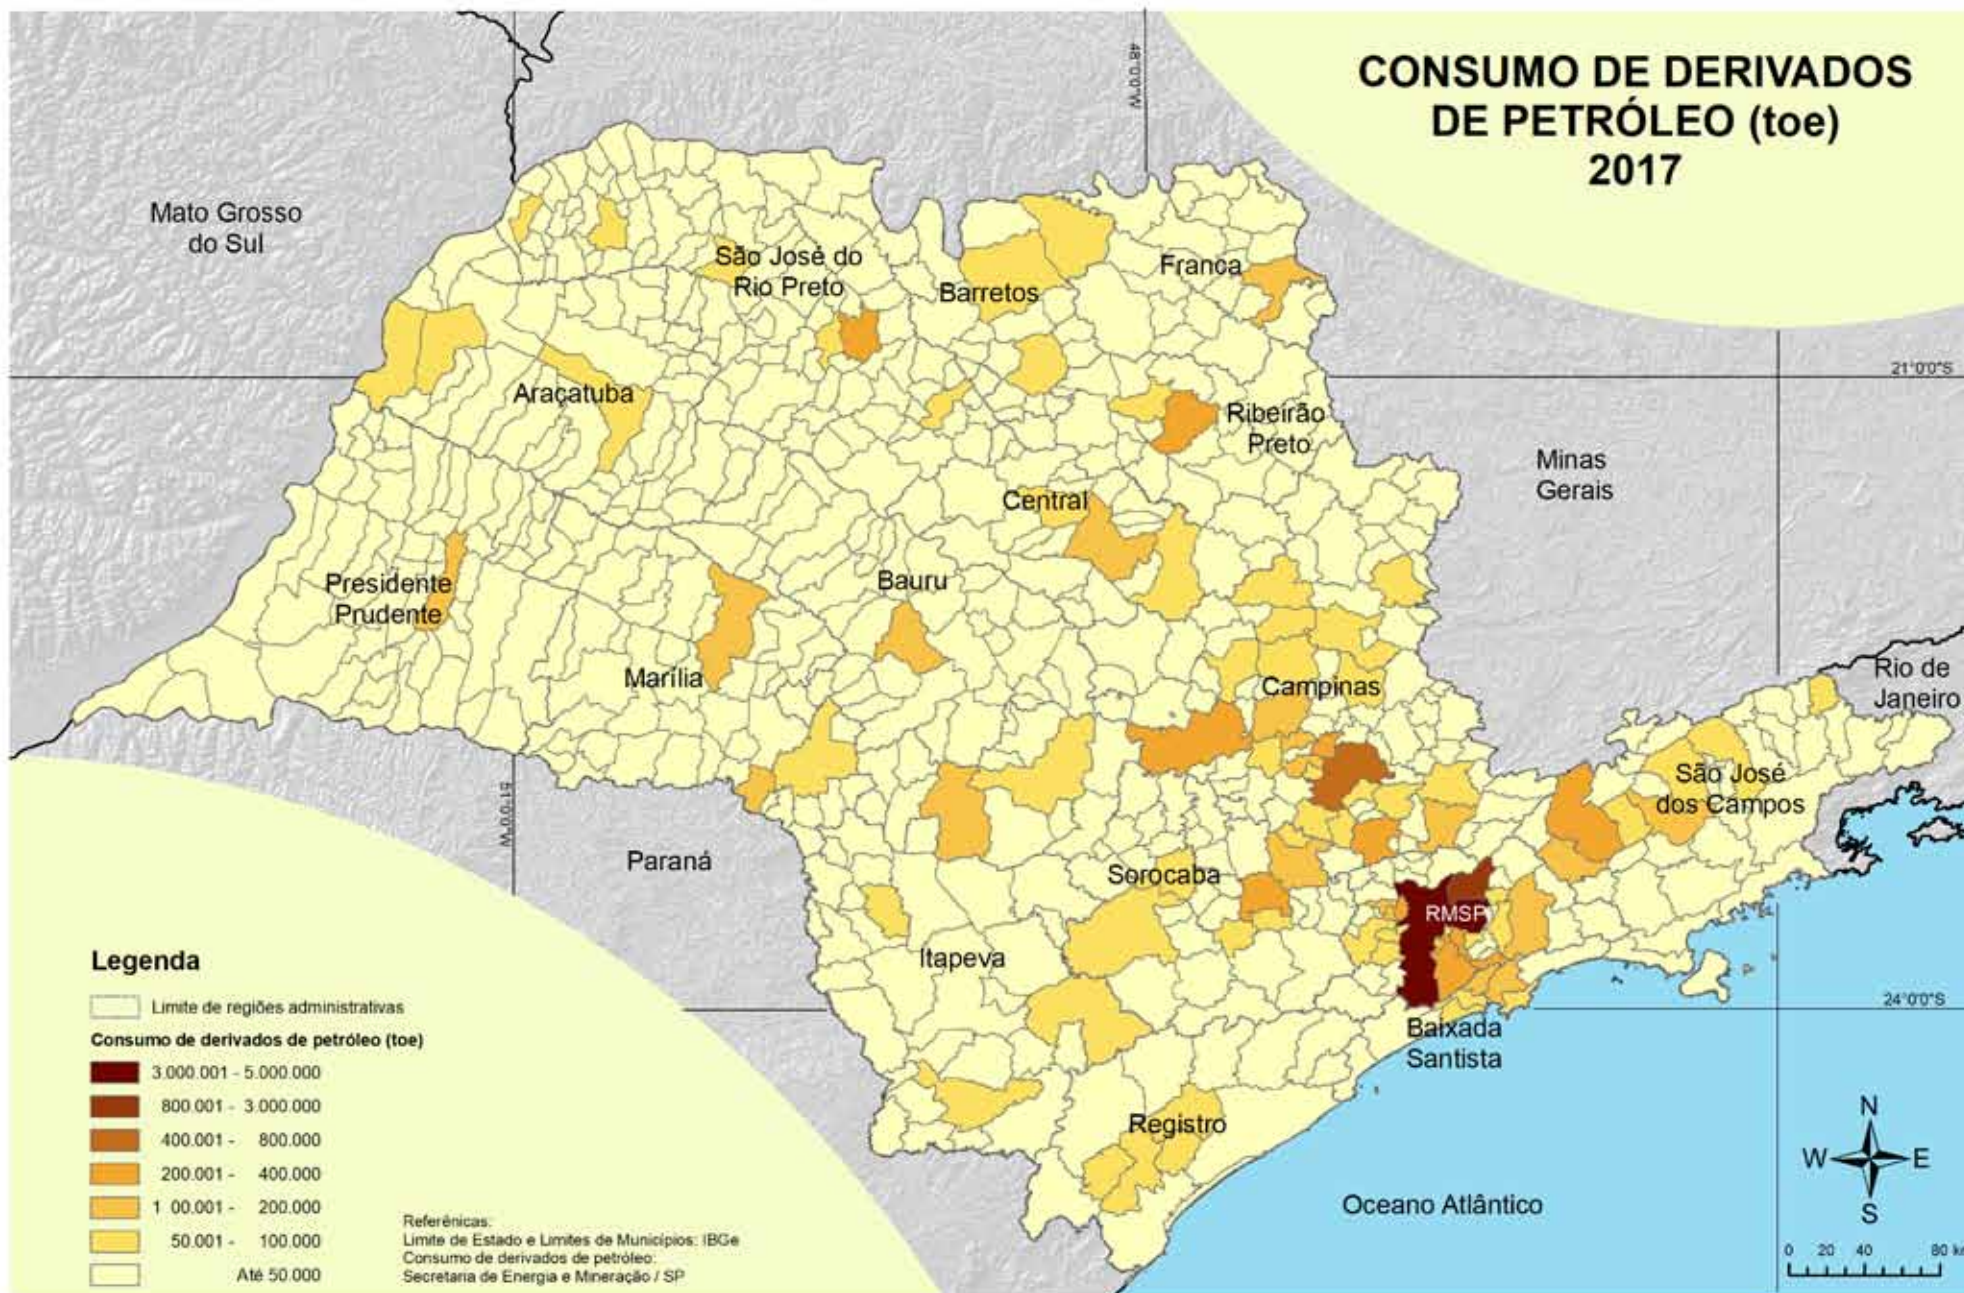 CONSUMO DE DERIVADOS
DE PETRÓLEO (toe)
2017
48°0'0"W
Mato Grosso
do Sul
São José do
Rio Preto
Barretos
Franca
21°0'0"S
Araçatuba
Ribeirão
Preto
Minas
Gerais
Central
Presidente
Prudente
Bauru
Marília
Campinas
Rio de
Janeiro
São José
dos Campos
51°0'0"W
Paraná
Sorocaba
RMSP
Itapeva
24°0'0"S
Baixada
Santista
Registro
Oceano Atlântico
N
W
E
S
0 20 40 80 km
Legenda
Limite de regiões administrativas
Consumo de derivados de petróleo (toe)
3.000.001 - 5.000.000
800.001 - 3.000.000
400.001 - 800.000
200.001 - 400.000
1 00.001 - 200.000
50.001 - 100.000
Até 50.000
Referênicas:
Limite de Estado e Limites de Municípios: IBGe
Consumo de derivados de petróleo:
Secretaria de Energia e Mineração / SP